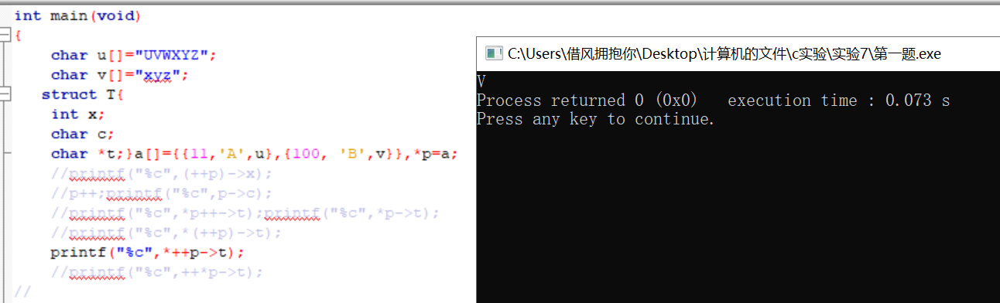 int main(void)
{
char u[]="UVWXYZ";
char v[]="xyz";
struct T{
int x;
char c;
char *t;}a[]={{11,'A',u},{100, 'B',v}},*p=a;
//printf("%c",(++p)->x);
//p++;printf("%c",p->c);
//printf("%c",*p++->t);printf("%c",*p->t);
//printf("%c",*(++p)->t);
printf("%c",*++p->t);
//printf("%c",++*p->t);
//
C:\Users\借风拥抱你\Desktop\计算机的文件\c实验\实验7\第一题.exe
V
Process returned 0 (0x0)   execution time : 0.073 s
Press any key to continue.